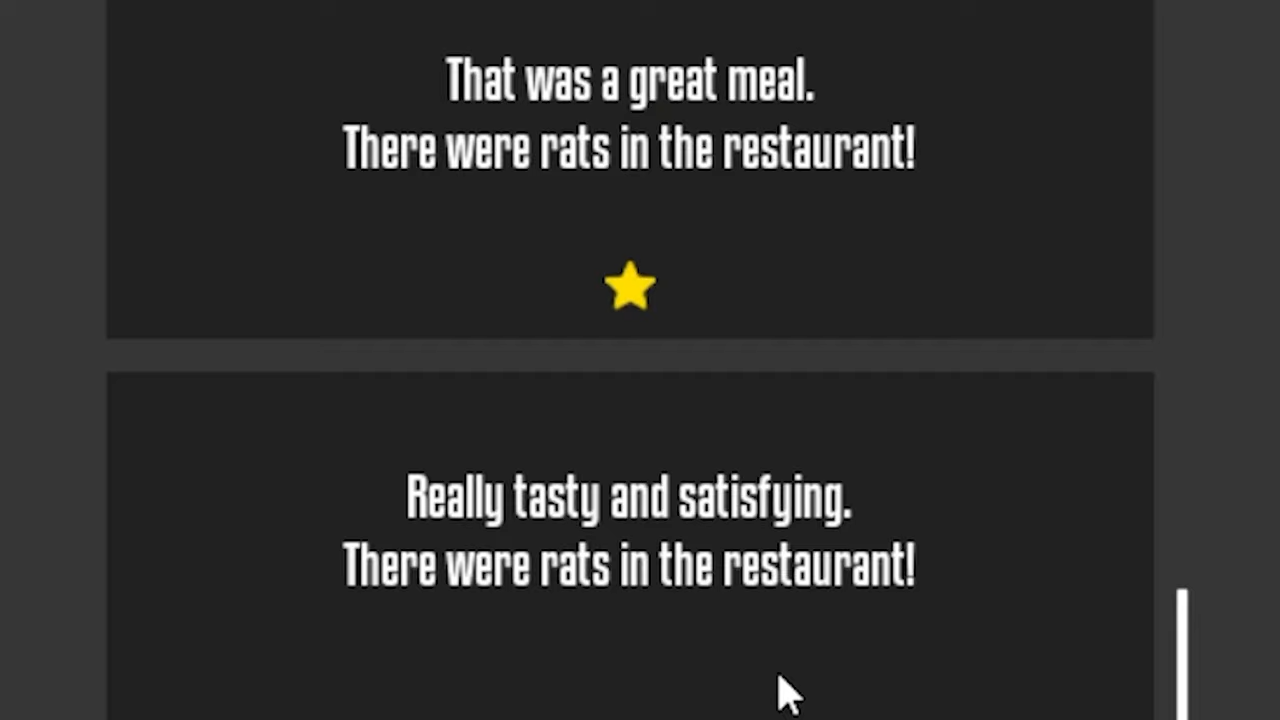 That was a great meal.
There were rats in the restaurant!
Really tasty and satisfying.
There were rats in the restaurant!